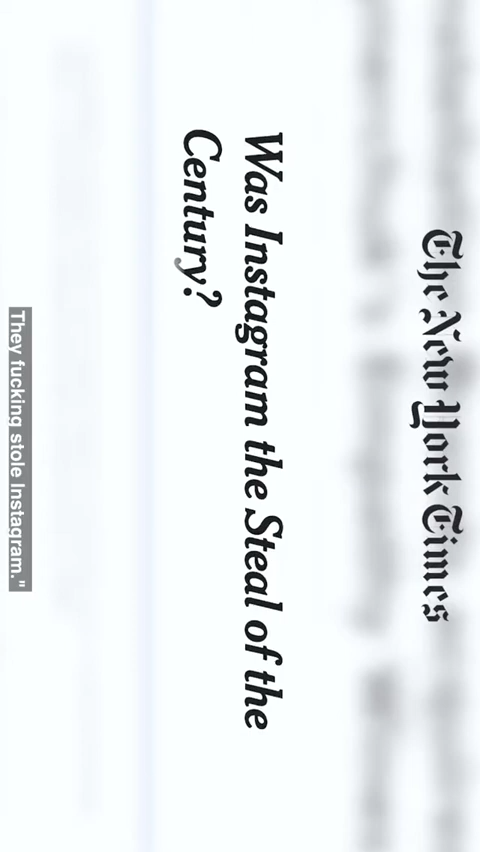 The New York Times
Was Instagram the Steal of the
Century?
They fucking stole Instagram."